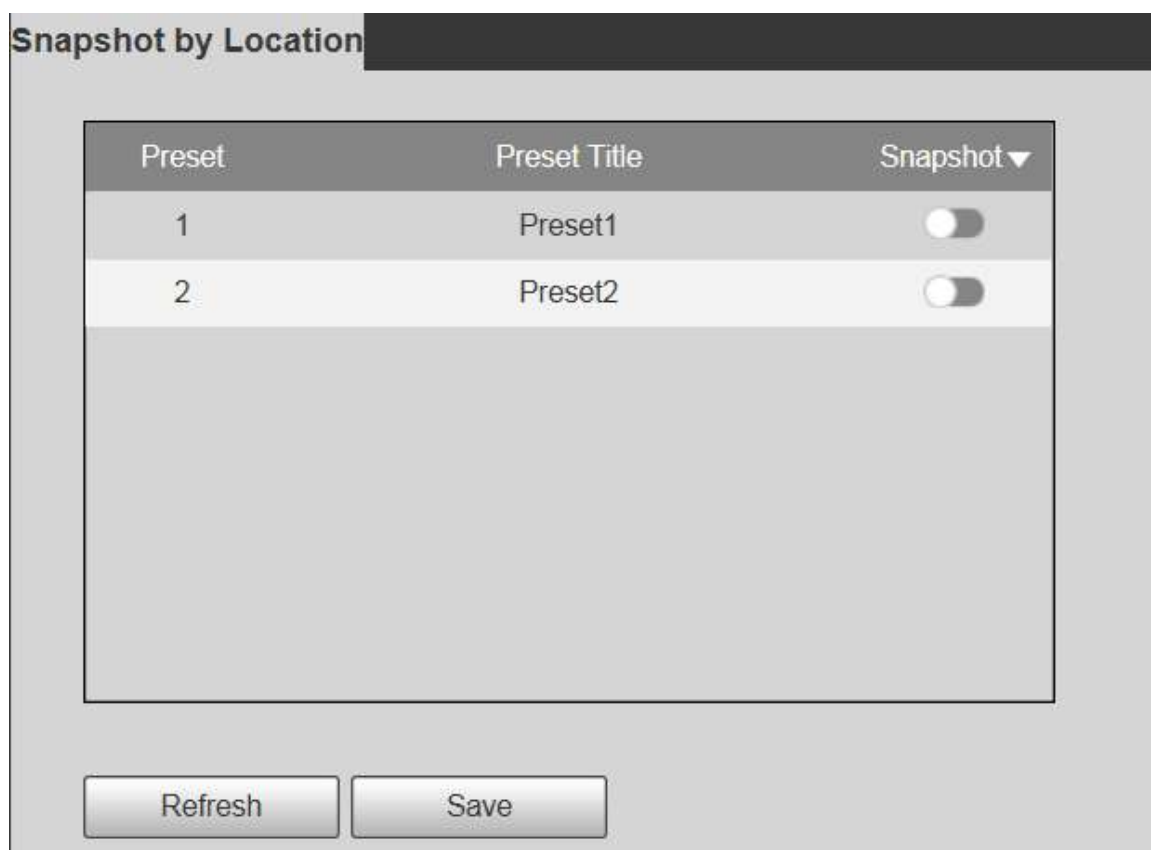 Snapshot by Location
Preset Preset Title Snapshot
1 Preset1
2 Preset2
Refresh Save